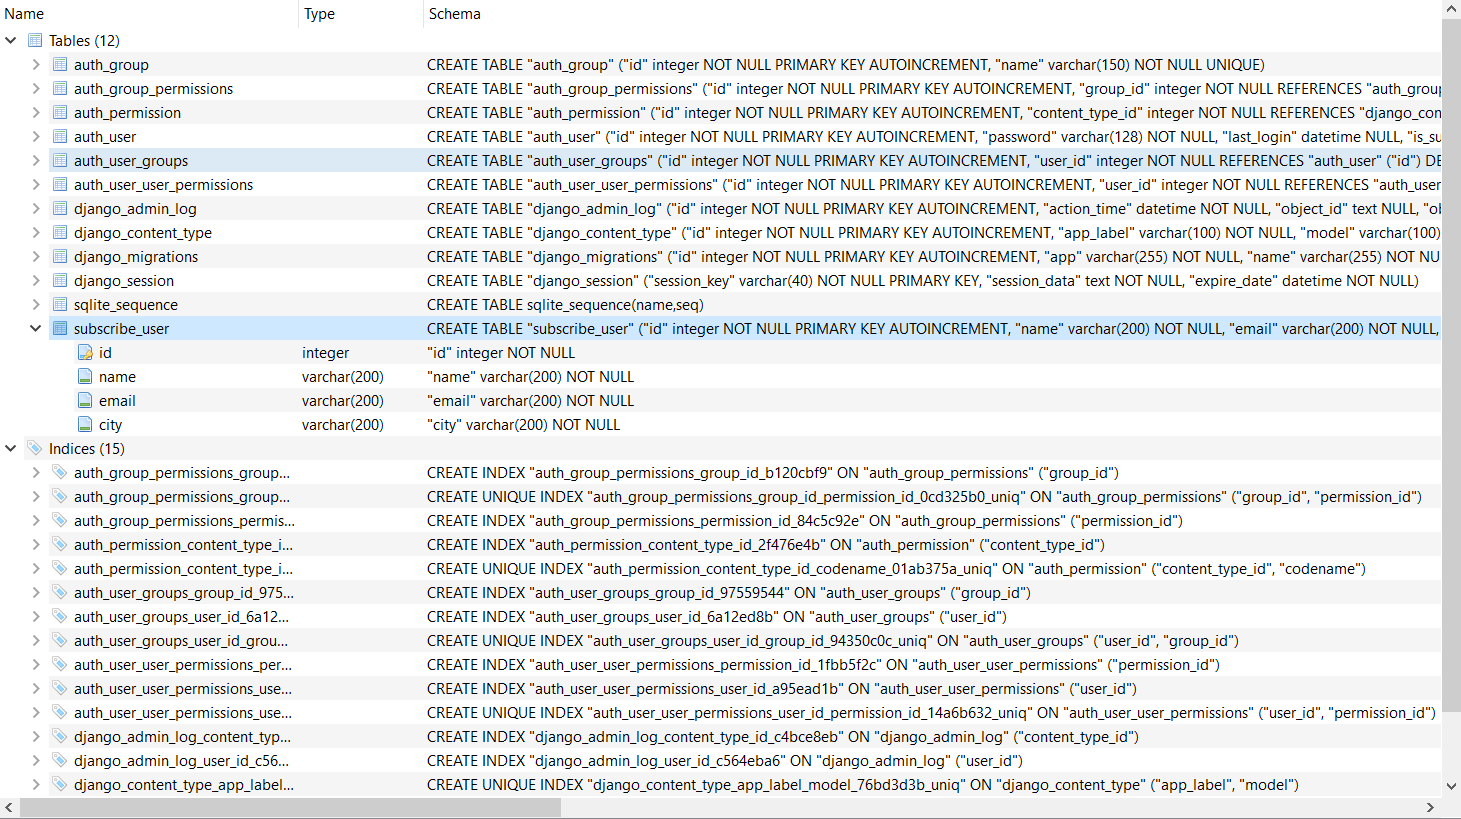 Name Type Schema
Tables (12)
auth_group CREATE TABLE "auth_group" ("id" integer NOT NULL PRIMARY KEY AUTOINCREMENT, "name" varchar(150) NOT NULL UNIQUE)
auth_group_permissions CREATE TABLE "auth_group_permissions" ("id" integer NOT NULL PRIMARY KEY AUTOINCREMENT, "group_id" integer NOT NULL REFERENCES "auth_grou
auth_permission CREATE TABLE "auth_permission" ("id" integer NOT NULL PRIMARY KEY AUTOINCREMENT, "content_type_id" integer NOT NULL REFERENCES "django_con
auth_user CREATE TABLE "auth_user" ("id" integer NOT NULL PRIMARY KEY AUTOINCREMENT, "password" varchar(128) NOT NULL, "last_login" datetime NULL, "is_su
auth_user_groups CREATE TABLE "auth_user_groups" ("id" integer NOT NULL PRIMARY KEY AUTOINCREMENT, "user_id" integer NOT NULL REFERENCES "auth_user" ("id") DE
auth_user_user_permissions CREATE TABLE "auth_user_user_permissions" ("id" integer NOT NULL PRIMARY KEY AUTOINCREMENT, "user_id" integer NOT NULL REFERENCES "auth_user
django_admin_log CREATE TABLE "django_admin_log" ("id" integer NOT NULL PRIMARY KEY AUTOINCREMENT, "action_time" datetime NOT NULL, "object_id" text NULL, "ob
django_content_type CREATE TABLE "django_content_type" ("id" integer NOT NULL PRIMARY KEY AUTOINCREMENT, "app_label" varchar(100) NOT NULL, "model" varchar(100)
django_migrations CREATE TABLE "django_migrations" ("id" integer NOT NULL PRIMARY KEY AUTOINCREMENT, "app" varchar(255) NOT NULL, "name" varchar(255) NOT NU
django_session CREATE TABLE "django_session" ("session_key" varchar(40) NOT NULL PRIMARY KEY, "session_data" text NOT NULL, "expire_date" datetime NOT NULL)
sqlite_sequence CREATE TABLE sqlite_sequence(name,seq)
subscribe_user CREATE TABLE "subscribe_user" ("id" integer NOT NULL PRIMARY KEY AUTOINCREMENT, "name" varchar(200) NOT NULL, "email" varchar(200) NOT NULL,
id integer "id" integer NOT NULL
name varchar(200) "name" varchar(200) NOT NULL
email varchar(200) "email" varchar(200) NOT NULL
city varchar(200) "city" varchar(200) NOT NULL
Indices (15)
auth_group_permissions_group... CREATE INDEX "auth_group_permissions_group_id_b120cbf9" ON "auth_group_permissions" ("group_id")
auth_group_permissions_group... CREATE UNIQUE INDEX "auth_group_permissions_group_id_permission_id_0cd325b0_uniq" ON "auth_group_permissions" ("group_id", "permission_id")
auth_group_permissions_permis... CREATE INDEX "auth_group_permissions_permission_id_84c5c92e" ON "auth_group_permissions" ("permission_id")
auth_permission_content_type_i... CREATE INDEX "auth_permission_content_type_id_2f476e4b" ON "auth_permission" ("content_type_id")
auth_permission_content_type_i... CREATE UNIQUE INDEX "auth_permission_content_type_id_codename_01ab375a_uniq" ON "auth_permission" ("content_type_id", "codename")
auth_user_groups_group_id_975... CREATE INDEX "auth_user_groups_group_id_97559544" ON "auth_user_groups" ("group_id")
auth_user_groups_user_id_6a12... CREATE INDEX "auth_user_groups_user_id_6a12ed8b" ON "auth_user_groups" ("user_id")
auth_user_groups_user_id_grou... CREATE UNIQUE INDEX "auth_user_groups_user_id_group_id_94350c0c_uniq" ON "auth_user_groups" ("user_id", "group_id")
auth_user_user_permissions_per... CREATE INDEX "auth_user_user_permissions_permission_id_1fbb5f2c" ON "auth_user_user_permissions" ("permission_id")
auth_user_user_permissions_use... CREATE INDEX "auth_user_user_permissions_user_id_a95ead1b" ON "auth_user_user_permissions" ("user_id")
auth_user_user_permissions_use... CREATE UNIQUE INDEX "auth_user_user_permissions_user_id_permission_id_14a6b632_uniq" ON "auth_user_user_permissions" ("user_id", "permission_id")
django_admin_log_content_typ... CREATE INDEX "django_admin_log_content_type_id_c4bce8eb" ON "django_admin_log" ("content_type_id")
django_admin_log_user_id_c56... CREATE INDEX "django_admin_log_user_id_c564eba6" ON "django_admin_log" ("user_id")
django_content_type_app_label... CREATE UNIQUE INDEX "django_content_type_app_label_model_76bd3d3b_uniq" ON "django_content_type" ("app_label", "model")